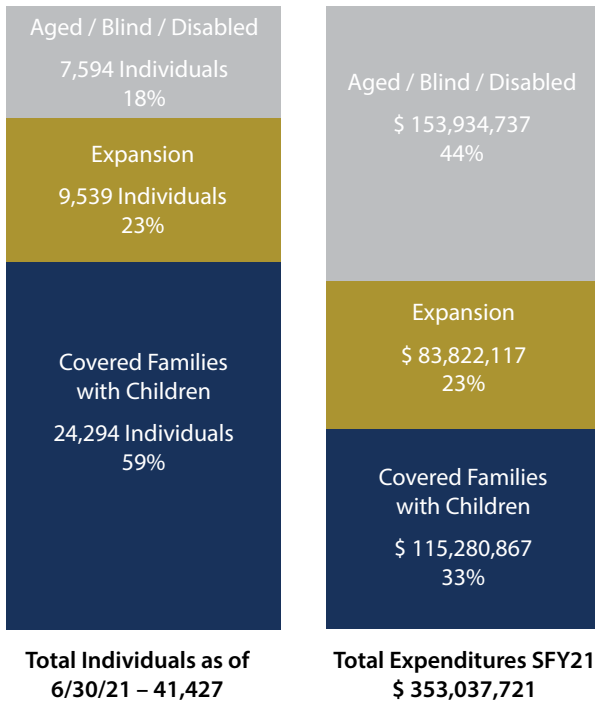 Aged / Blind / Disabled
7,594 Individuals
18%
Expansion
9,539 Individuals
23%
Covered Families
with Children
24,294 Individuals
59%
Total Individuals as of
6/30/21 – 41,427
Aged / Blind / Disabled
$ 153,934,737
44%
Expansion
$ 83,822,117
23%
Covered Families
with Children
$ 115,280,867
33%
Total Expenditures SFY21
$ 353,037,721